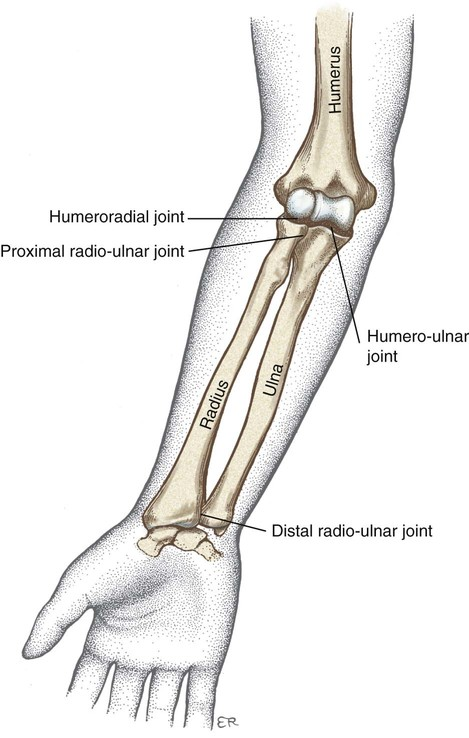 Humerus
Humeroradial joint
Proximal radio-ulnar joint
Humero-ulnar
joint
Radius
Ulna
Distal radio-ulnar joint
ER